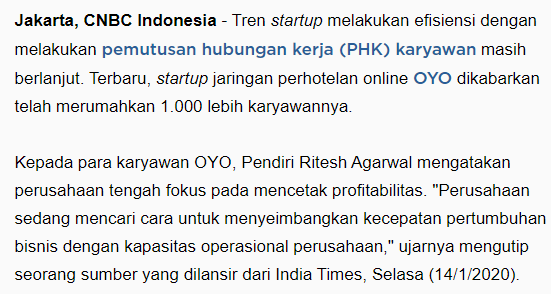 Jakarta, CNBC Indonesia - Tren startup melakukan efisiensi dengan
melakukan pemutusan hubungan kerja (PHK) karyawan masih
berlanjut. Terbaru, startup jaringan perhotelan online OYO dikabarkan
telah merumahkan 1.000 lebih karyawannya.
Kepada para karyawan OYO, Pendiri Ritesh Agarwal mengatakan
perusahaan tengah fokus pada mencetak profitabilitas. "Perusahaan
sedang mencari cara untuk menyeimbangkan kecepatan pertumbuhan
bisnis dengan kapasitas operasional perusahaan," ujarnya mengutip
seorang sumber yang dilansir dari India Times, Selasa (14/1/2020).